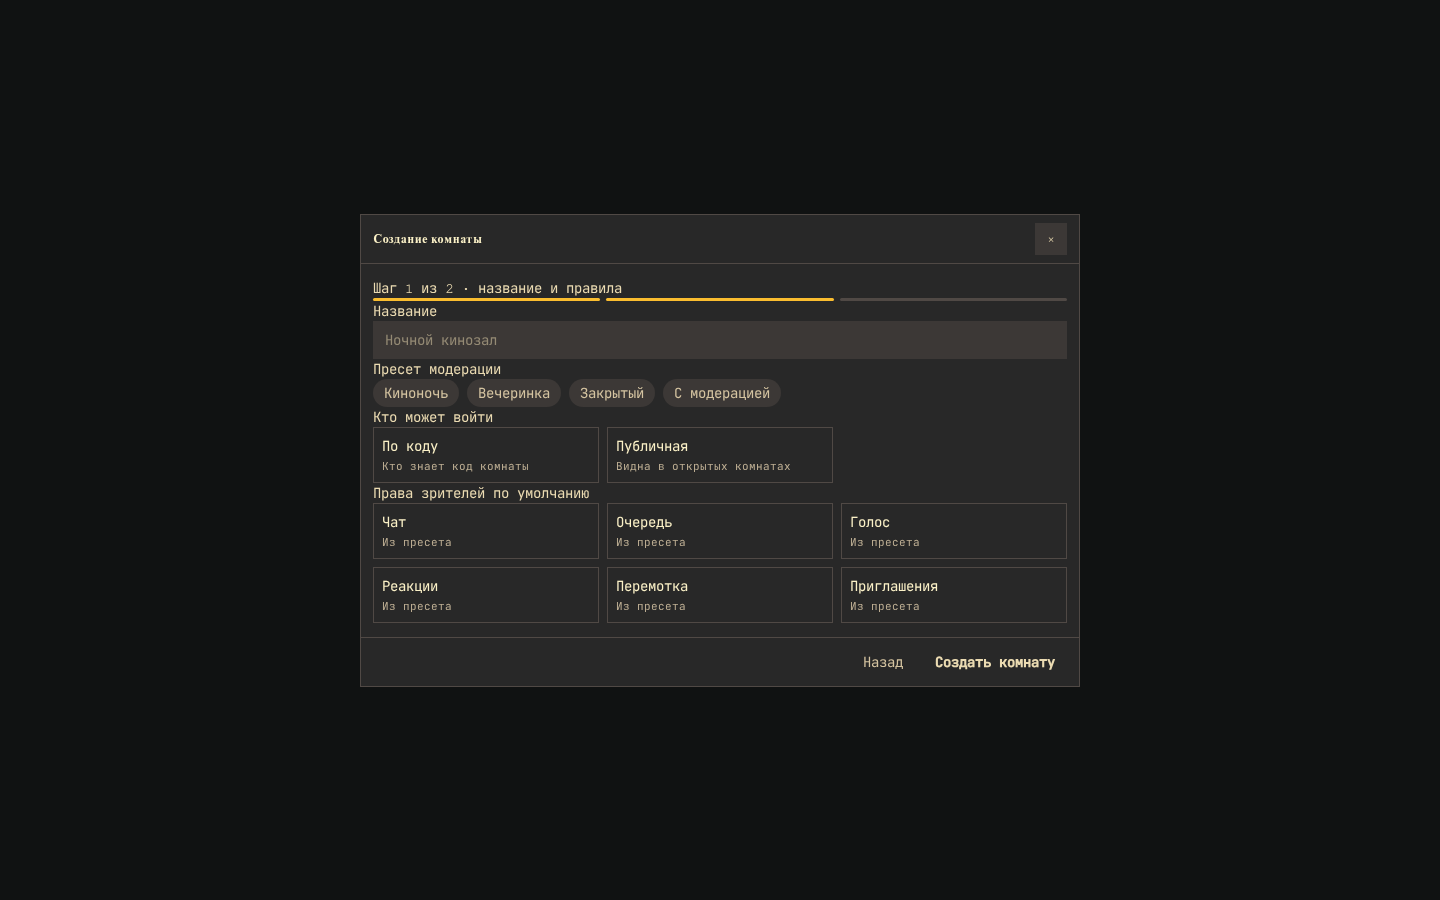 Создание комнаты
×
Шаг 1 из 2 · название и правила
Название
Ночной кинозал
Пресет модерации
Киноночь Вечеринка Закрытый С модерацией
Кто может войти
По коду Публичная
Кто знает код комнаты Видна в открытых комнатах
Права зрителей по умолчанию
Чат Очередь Голос
Из пресета Из пресета Из пресета
Реакции Перемотка Приглашения
Из пресета Из пресета Из пресета
Назад Создать комнату